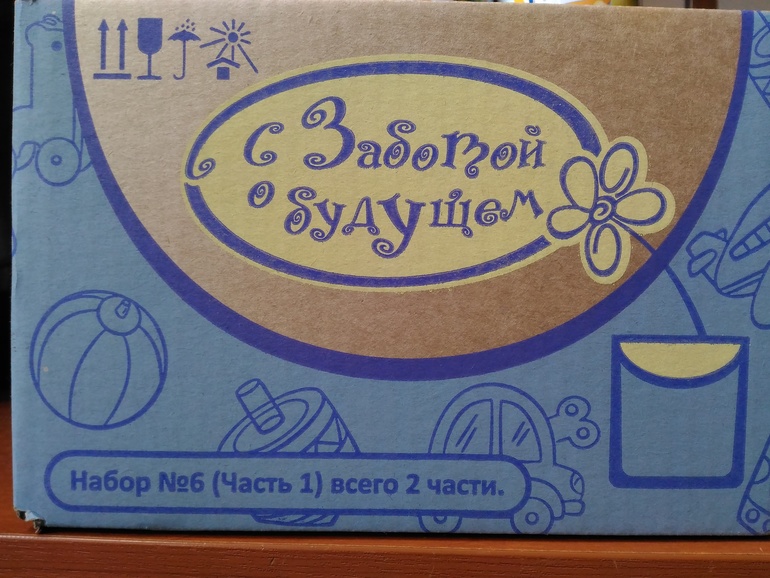 с Заботой
о будущем
Набор №6 (Часть 1) всего 2 части.